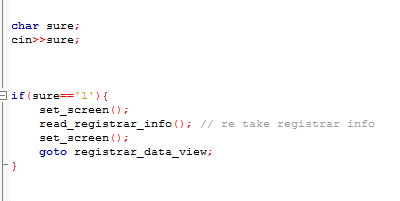 char sure;
cin>>sure;
if(sure=='1'){
set_screen();
read_registrar_info(); // re take registrar info
set_screen();
goto registrar_data_view;
}